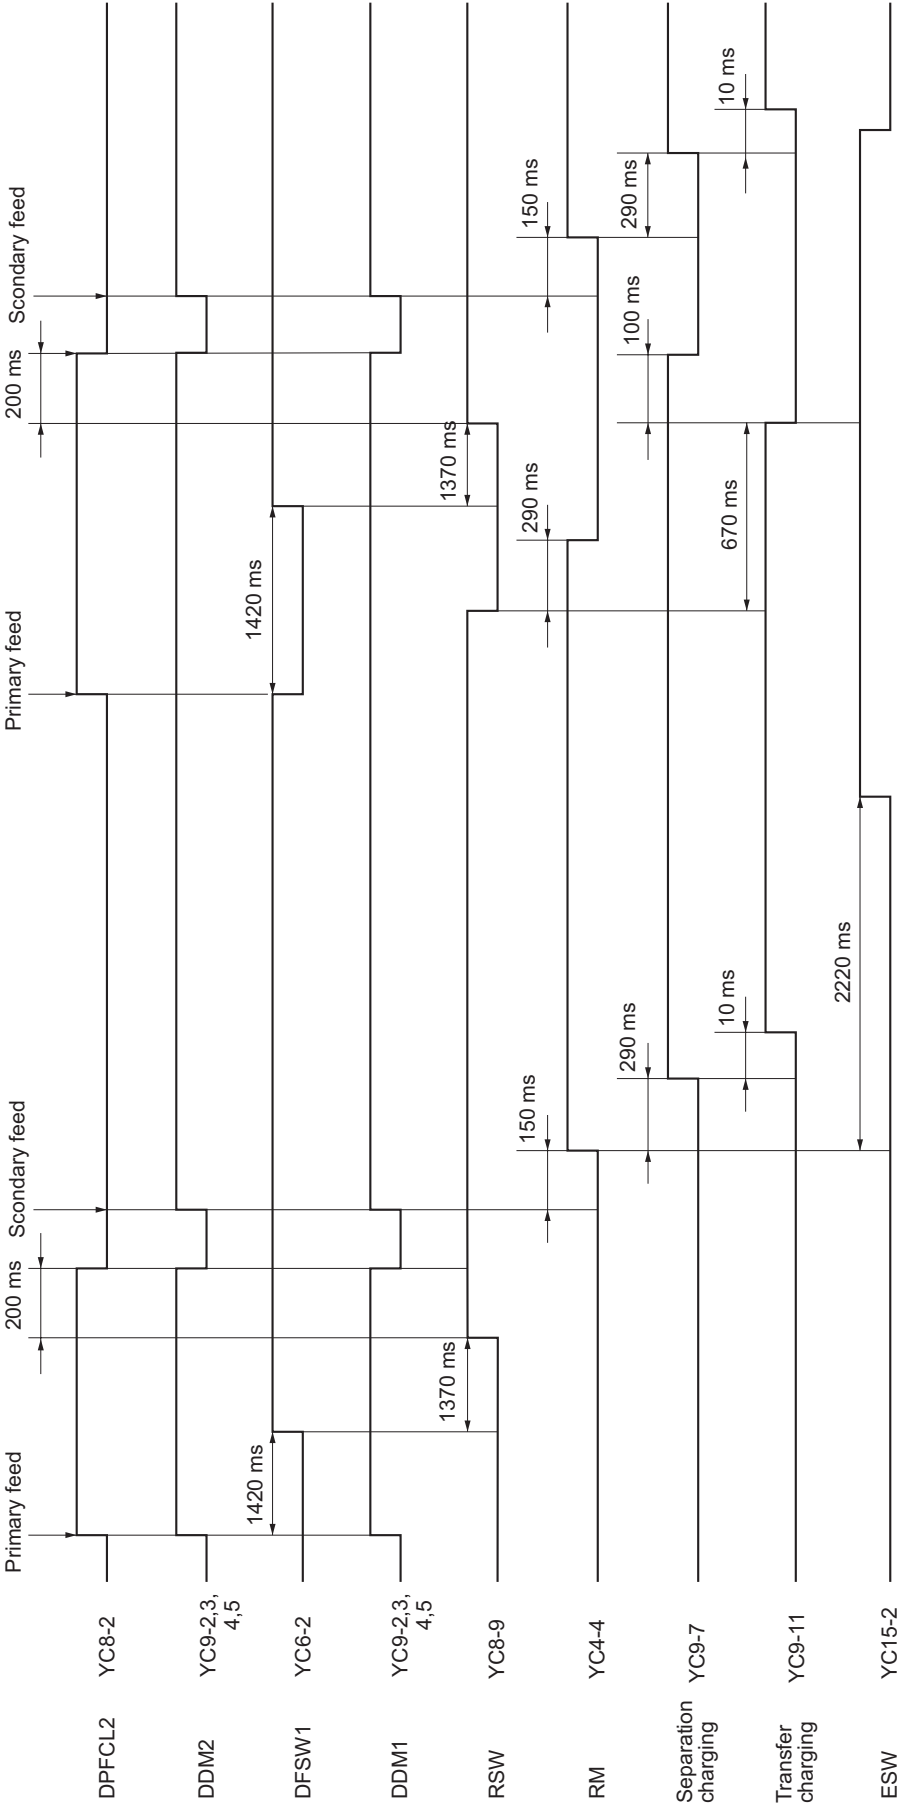 Primary feed
200 ms
Scondary feed
Primary feed
200 ms
Scondary feed
DPFCL2 YC8-2
DDM2 YC9-2,3,
4,5
DFSW1 YC6-2
1420 ms
1420 ms
DDM1 YC9-2,3,
4,5
RSW YC8-9
1370 ms
1370 ms
RM YC4-4
150 ms
290 ms
150 ms
Separation
charging
YC9-7
290 ms
100 ms
290 ms
Transfer
charging
YC9-11
10 ms
670 ms
10 ms
ESW YC15-2
2220 ms